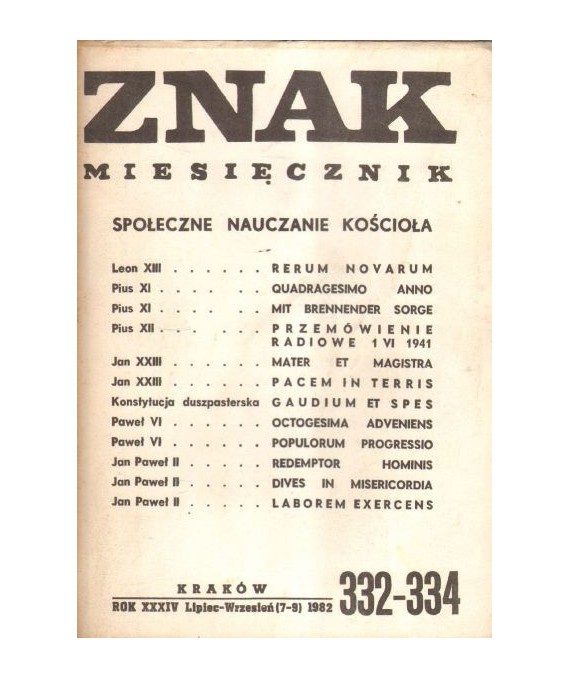 ZNAK
MIESIĘCZNIK
SPOŁECZNE NAUCZANIE KOŚCIOŁA
Leon XIII . . . . . . RERUM NOVARUM
Pius XI . . . . . . QUADRAGESIMO ANNO
Pius XI . . . . . . MIT BRENNENDER SORGE
Pius XII . . . . . . PRZEMÓWIENIE
RADIOWE 1 VI 1941
Jan XXIII . . . . . MATER ET MAGISTRA
Jan XXIII . . . . . PACEM IN TERRIS
Konstytucja duszpasterska GAUDIUM ET SPES
Paweł VI . . . . . . OCTOGESIMA ADVENIENS
Paweł VI . . . . . . POPULORUM PROGRESSIO
Jan Paweł II . . . . . REDEMPTOR HOMINIS
Jan Paweł II . . . . . DIVES IN MISERICORDIA
Jan Paweł II . . . . . LABOREM EXERCENS
KRAKÓW
ROK XXXIV Lipiec-Wrzesień (7-9) 1982 332-334